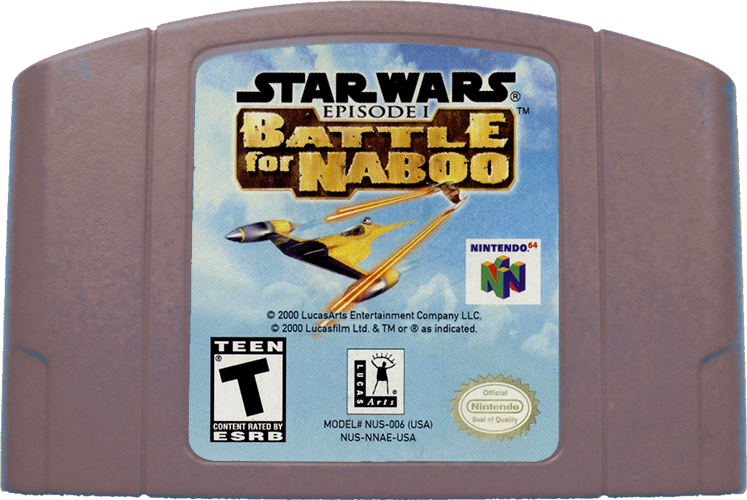 STAR WARS®
EPISODE I ™
BATTLE
for NABOO
NINTENDO.64
© 2000 LucasArts Entertainment Company LLC.
© 2000 Lucasfilm Ltd. & TM or ® as indicated.
TEEN
®
T
CONTENT RATED BY
ESRB
LUCAS
Arts
®
MODEL# NUS-006 (USA)
NUS-NNAE-USA
Official
Nintendo
Seal of Quality